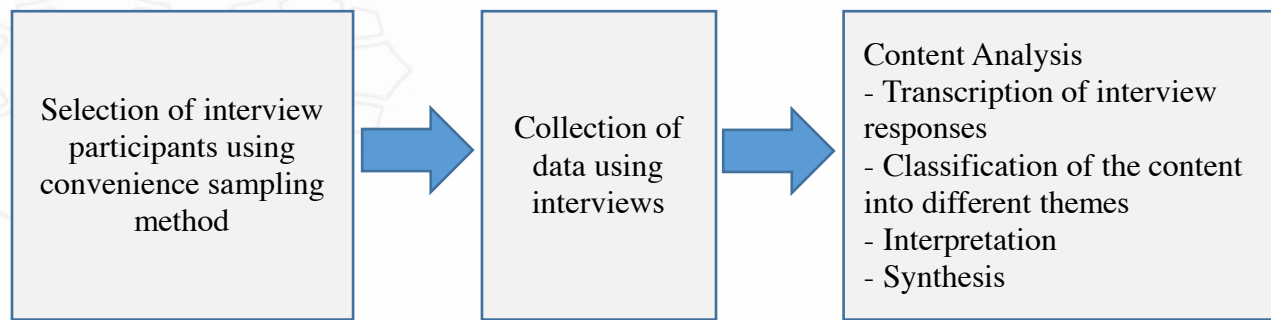 Selection of interview
participants using
convenience sampling
method
Collection of
data using
interviews
Content Analysis
- Transcription of interview
responses
- Classification of the content
into different themes
- Interpretation
- Synthesis